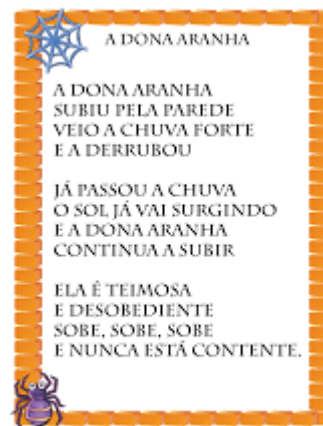 A DONA ARANHA
A DONA ARANHA
SUBIU PELA PAREDE
VEIO A CHUVA FORTE
E A DERRUBOU
JÁ PASSOU A CHUVA
O SOL JÁ VAI SURGINDO
E A DONA ARANHA
CONTINUA A SUBIR
ELA É TEIMOSA
E DESOBEDIENTE
SOBE, SOBE, SOBE
E NUNCA ESTÁ CONTENTE.